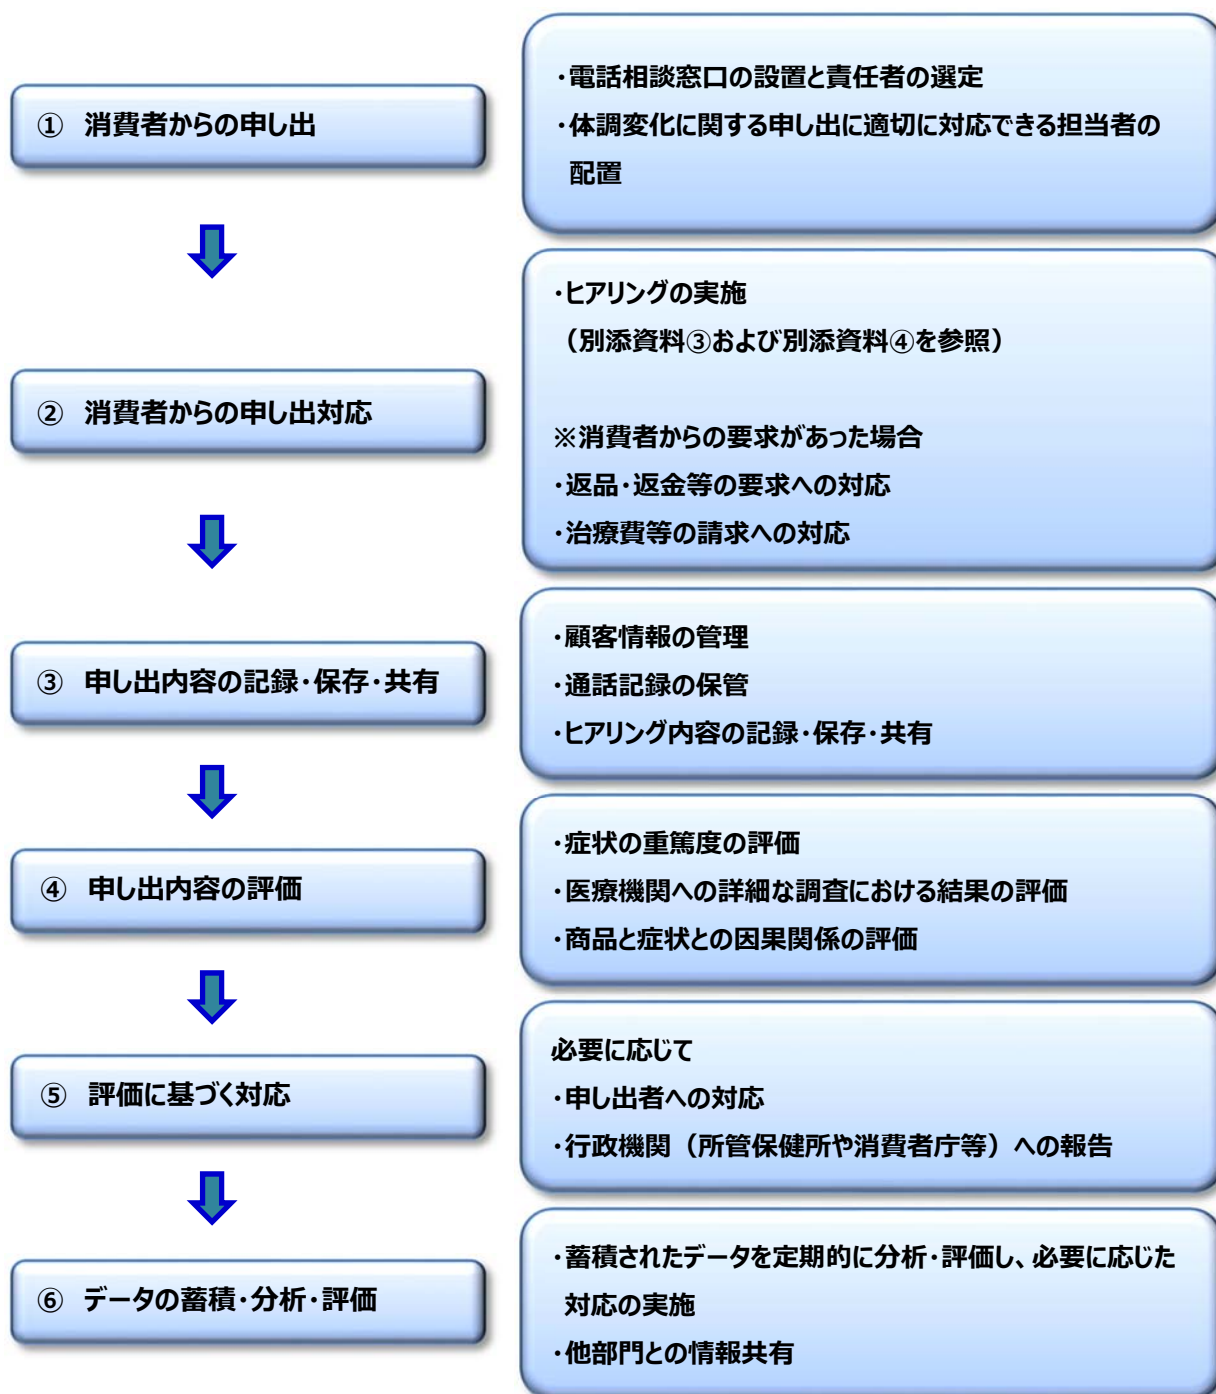 ① 消費者からの申し出
・電話相談窓口の設置と責任者の選定
・体調変化に関する申し出に適切に対応できる担当者の
配置
② 消費者からの申し出対応
・ヒアリングの実施
（別添資料③および別添資料④を参照）
※消費者からの要求があった場合
・返品・返金等の要求への対応
・治療費等の請求への対応
③ 申し出内容の記録・保存・共有
・顧客情報の管理
・通話記録の保管
・ヒアリング内容の記録・保存・共有
④ 申し出内容の評価
・症状の重篤度の評価
・医療機関への詳細な調査における結果の評価
・商品と症状との因果関係の評価
⑤ 評価に基づく対応
必要に応じて
・申し出者への対応
・行政機関（所管保健所や消費者庁等）への報告
⑥ データの蓄積・分析・評価
・蓄積されたデータを定期的に分析・評価し、必要に応じた
対応の実施
・他部門との情報共有